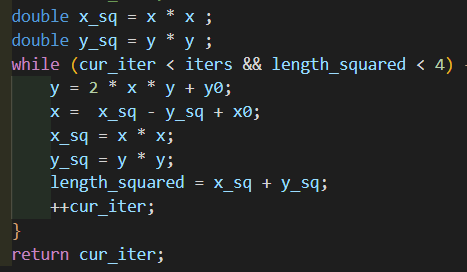 double x_sq = x * x ;
double y_sq = y * y ;
while (cur_iter < iters && length_squared < 4)
y = 2 * x * y + y0;
x =  x_sq - y_sq + x0;
x_sq = x * x;
y_sq = y * y;
length_squared = x_sq + y_sq;
++cur_iter;
}
return cur_iter;